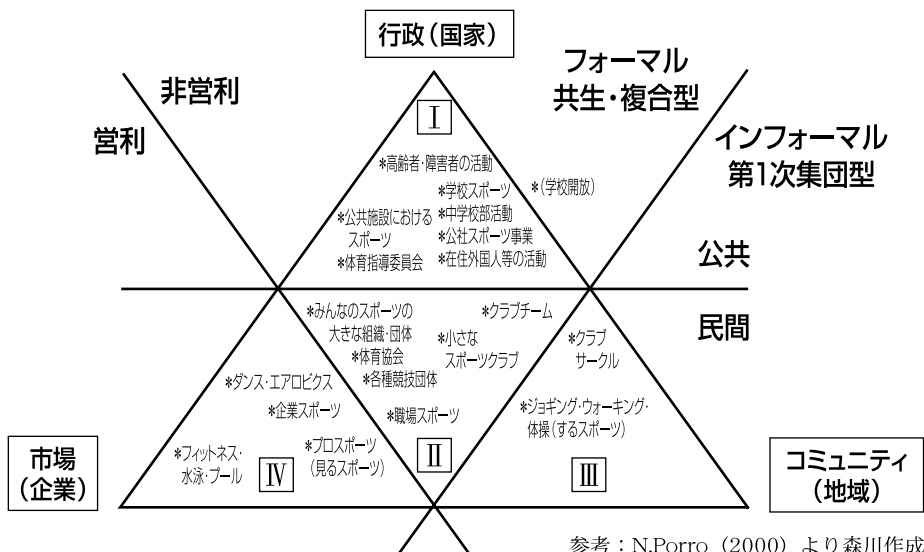 行政(国家)
非営利
営利
フォーマル
共生・複合型
インフォーマル
第1次集団型
公共
民間
Ⅰ
*高齢者・障害者の活動
*学校スポーツ
*(学校開放)
*公共施設における
スポーツ
*中学校部活動
*公社スポーツ事業
*体育指導委員会
*在住外国人等の活動
*みんなのスポーツの
大きな組織・団体
*体育協会
*各種競技団体
*クラブチーム
*小さな
スポーツクラブ
*職場スポーツ
Ⅱ
*クラブ
サークル
*ジョギング・ウォーキング・
体操(するスポーツ)
Ⅲ
*ダンス・エアロビクス
*企業スポーツ
*フィットネス・
水泳・プール
*プロスポーツ
(見るスポーツ)
Ⅳ
市場
(企業)
コミュニティ
(地域)
参考:N.Porro(2000)より森川作成